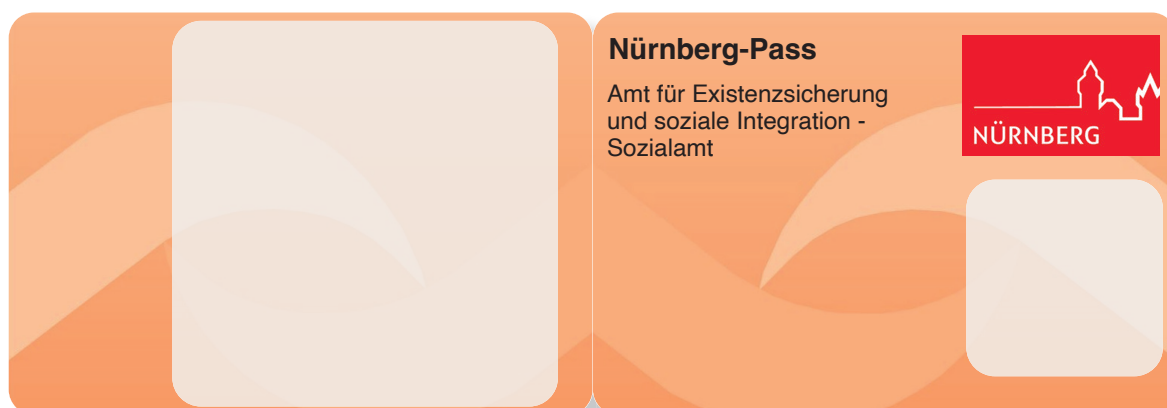 Nürnberg-Pass
Amt für Existenzsicherung
und soziale Integration -
Sozialamt
NÜRNBERG